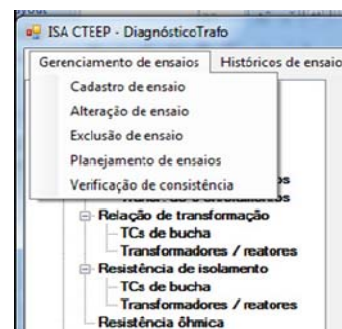 ISA CTEEP - DiagnósticoTrafo
Gerenciamento de ensaios Históricos de ensaio
Cadastro de ensaio
Alteração de ensaio
Exclusão de ensaio
Planejamento de ensaios
Verificação de consistência
Relação de transformação
TCs de bucha
Transformadores / reatores
Resistência de isolamento
TCs de bucha
Transformadores / reatores
Resistência ôhmica